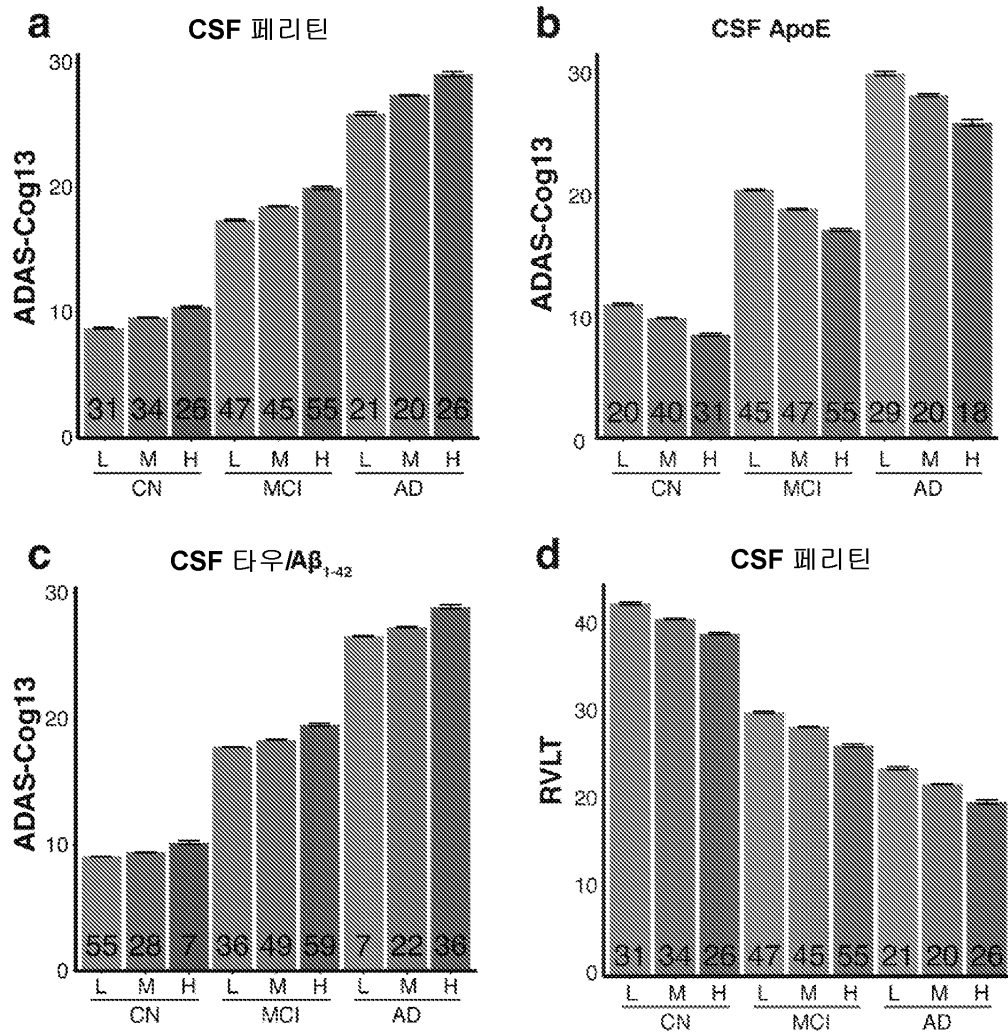 a
CSF 페리틴
ADAS-Cog13
30
20
10
0
31 34 26 47 45 55 21 20 26
L M H L M H L M H
CN MCI AD
b
CSF ApoE
ADAS-Cog13
30
20
10
0
20 40 31 45 47 55 29 20 18
L M H L M H L M H
CN MCI AD
c
CSF 타우/Aβ₁₋₄₂
ADAS-Cog13
30
20
10
0
55 28 7 36 49 59 7 22 36
L M H L M H L M H
CN MCI AD
d
CSF 페리틴
RVLT
40
30
20
10
0
31 34 26 47 45 55 21 20 26
L M H L M H L M H
CN MCI AD